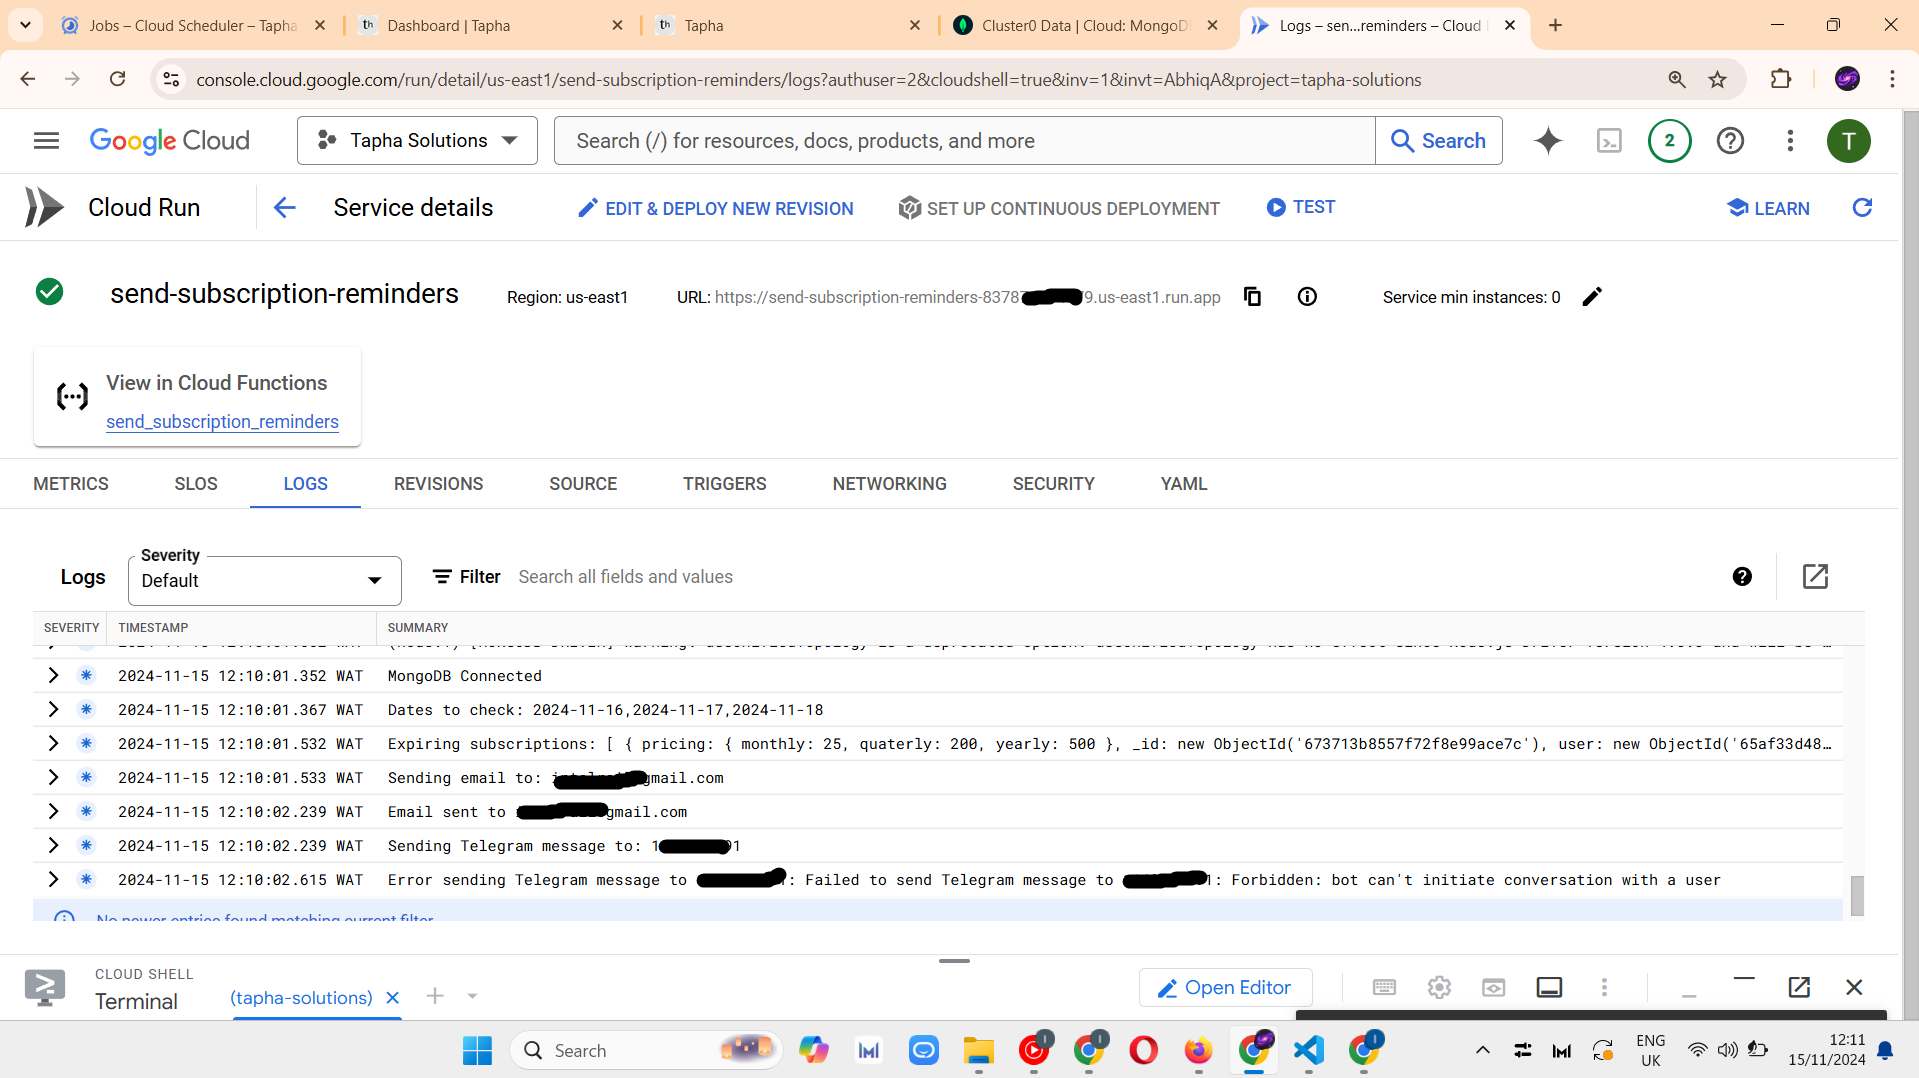 Jobs – Cloud Scheduler – Tapha
Dashboard | Tapha
Tapha
Cluster0 Data | Cloud: MongoD
Logs – sen...reminders – Cloud
console.cloud.google.com/run/detail/us-east1/send-subscription-reminders/logs?authuser=2&cloudshell=true&inv=1&invt=AbhiqA&project=tapha-solutions
Google Cloud
Tapha Solutions
Search (/) for resources, docs, products, and more
Search
2
T
Cloud Run
Service details
EDIT & DEPLOY NEW REVISION
SET UP CONTINUOUS DEPLOYMENT
TEST
LEARN
send-subscription-reminders
Region: us-east1
URL: https://send-subscription-reminders-8378 9.us-east1.run.app
Service min instances: 0
View in Cloud Functions
send_subscription_reminders
METRICS
SLOS
LOGS
REVISIONS
SOURCE
TRIGGERS
NETWORKING
SECURITY
YAML
Logs
Severity
Default
Filter
Search all fields and values
SEVERITY
TIMESTAMP
SUMMARY
2024-11-15 12:10:01.352 WAT MongoDB Connected
2024-11-15 12:10:01.367 WAT Dates to check: 2024-11-16,2024-11-17,2024-11-18
2024-11-15 12:10:01.532 WAT Expiring subscriptions: [ { pricing: { monthly: 25, quaterly: 200, yearly: 500 }, _id: new ObjectId('673713b8557f72f8e99ace7c'), user: new ObjectId('65af33d48…
2024-11-15 12:10:01.533 WAT Sending email to: gmail.com
2024-11-15 12:10:02.239 WAT Email sent to gmail.com
2024-11-15 12:10:02.239 WAT Sending Telegram message to: 1 1
2024-11-15 12:10:02.615 WAT Error sending Telegram message to : Failed to send Telegram message to 1: Forbidden: bot can't initiate conversation with a user
No newer entries found matching current filter
CLOUD SHELL
Terminal
(tapha-solutions)
Open Editor
Search
ENG
UK
12:11
15/11/2024